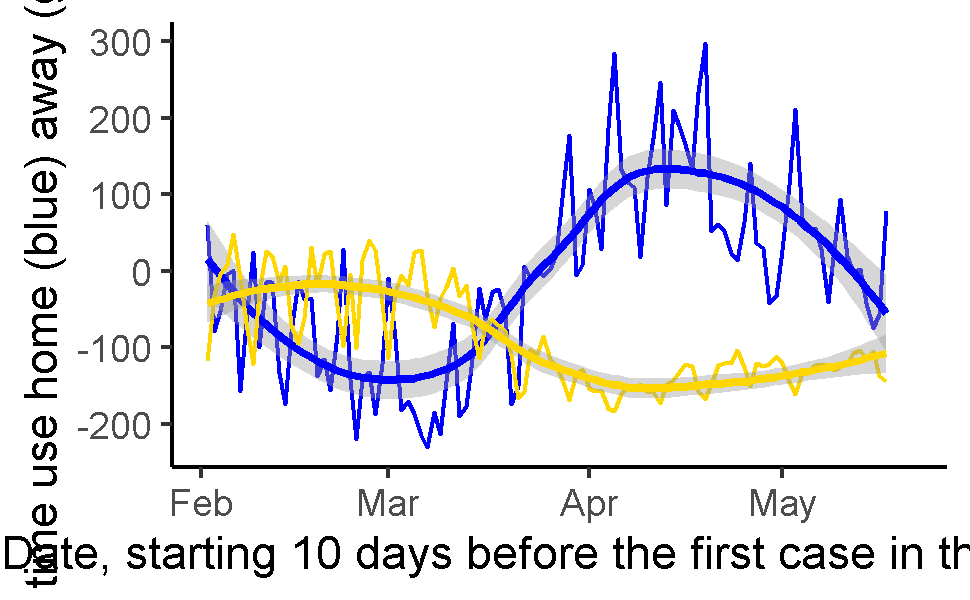 time use home (blue) away (
300
200
100
0
-100
-200
Feb Mar Apr May
Date, starting 10 days before the first case in th